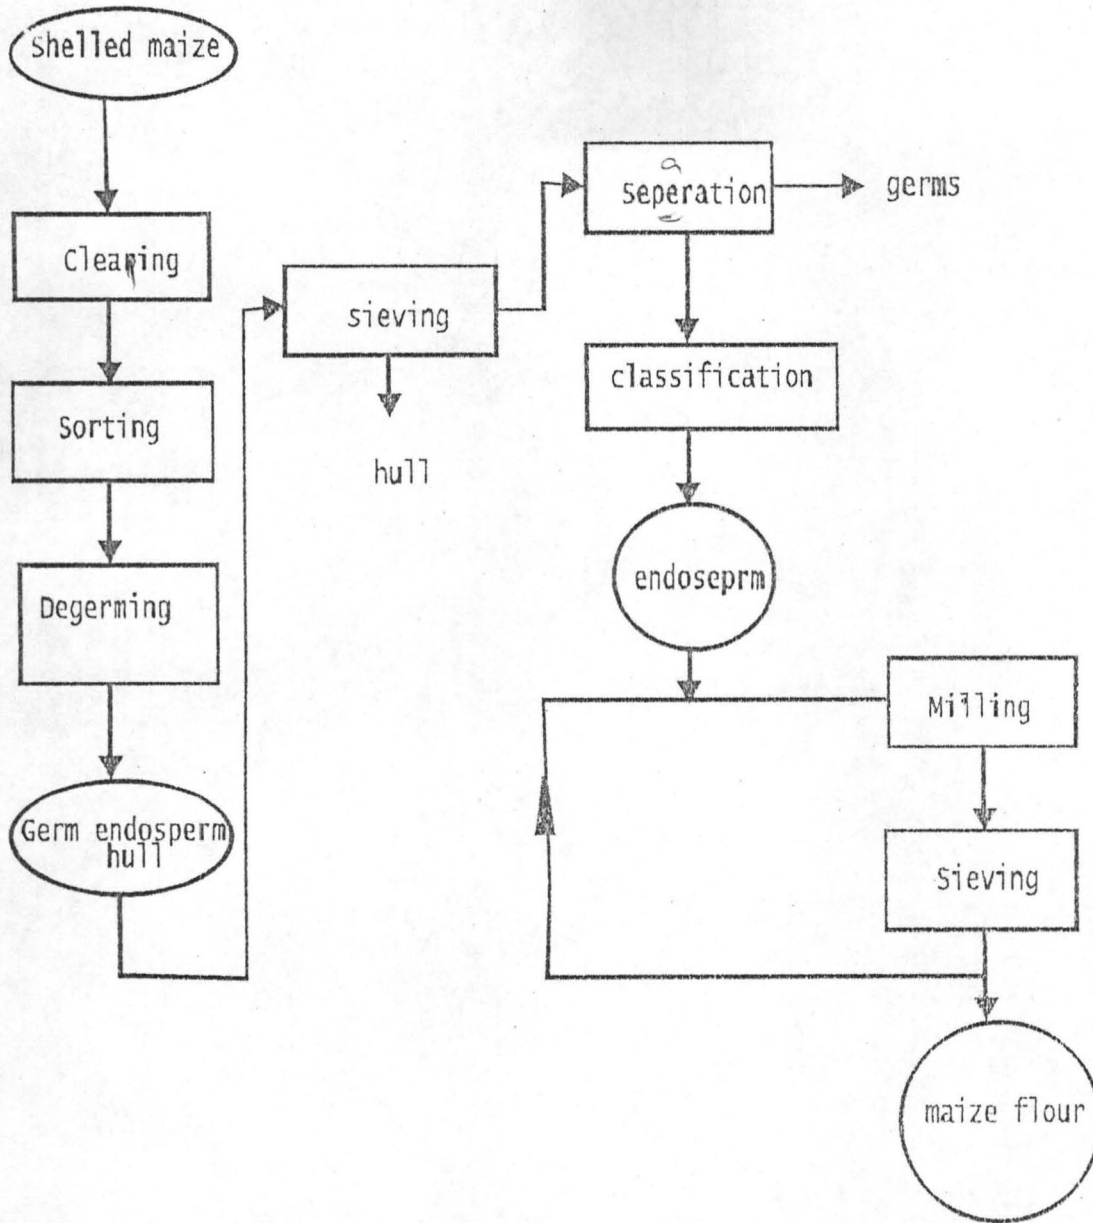 Shelled maize
Cleaning
Sorting
Degerming
Germ endosperm
hull
sieving
hull
a
Seperation
germs
classification
endoseprm
Milling
Sieving
maize flour